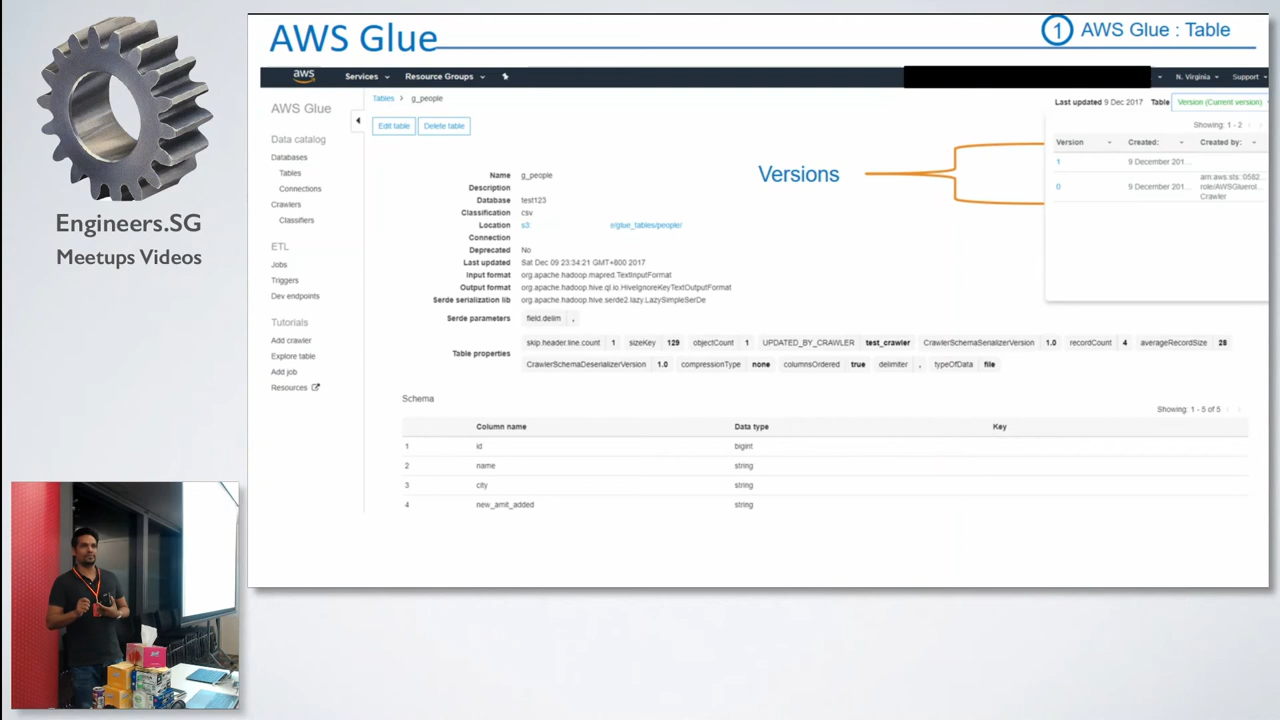 Engineers.SG
Meetups Videos
AWS Glue
1 AWS Glue : Table
aws Services Resource Groups N. Virginia Support
AWS Glue
Data catalog
Databases
Tables
Connections
Crawlers
Classifiers
ETL
Jobs
Triggers
Dev endpoints
Tutorials
Add crawler
Explore table
Add job
Resources
Tables > g_people
Last updated 9 Dec 2017 Table Version (Current version)
Edit table Delete table
Showing: 1 - 2
Version Created: Created by:
1 9 December 201...
0 9 December 201... arn:aws:sts::0582...
role/AWSGluerol...
Crawler
Versions
Name g_people
Description
Database test123
Classification csv
Location s3: e/glue_tables/people/
Connection
Deprecated No
Last updated Sat Dec 09 23:34:21 GMT+800 2017
Input format org.apache.hadoop.mapred.TextInputFormat
Output format org.apache.hadoop.hive.ql.io.HiveIgnoreKeyTextOutputFormat
Serde serialization lib org.apache.hadoop.hive.serde2.lazy.LazySimpleSerDe
Serde parameters field.delim ,
Table properties
skip.header.line.count 1 sizeKey 129 objectCount 1 UPDATED_BY_CRAWLER test_crawler CrawlerSchemaSerializerVersion 1.0 recordCount 4 averageRecordSize 28
CrawlerSchemaDeserializerVersion 1.0 compressionType none columnsOrdered true delimiter , typeOfData file
Schema
Showing: 1 - 5 of 5
Column name Data type Key
1 id bigint
2 name string
3 city string
4 new_amit_added string